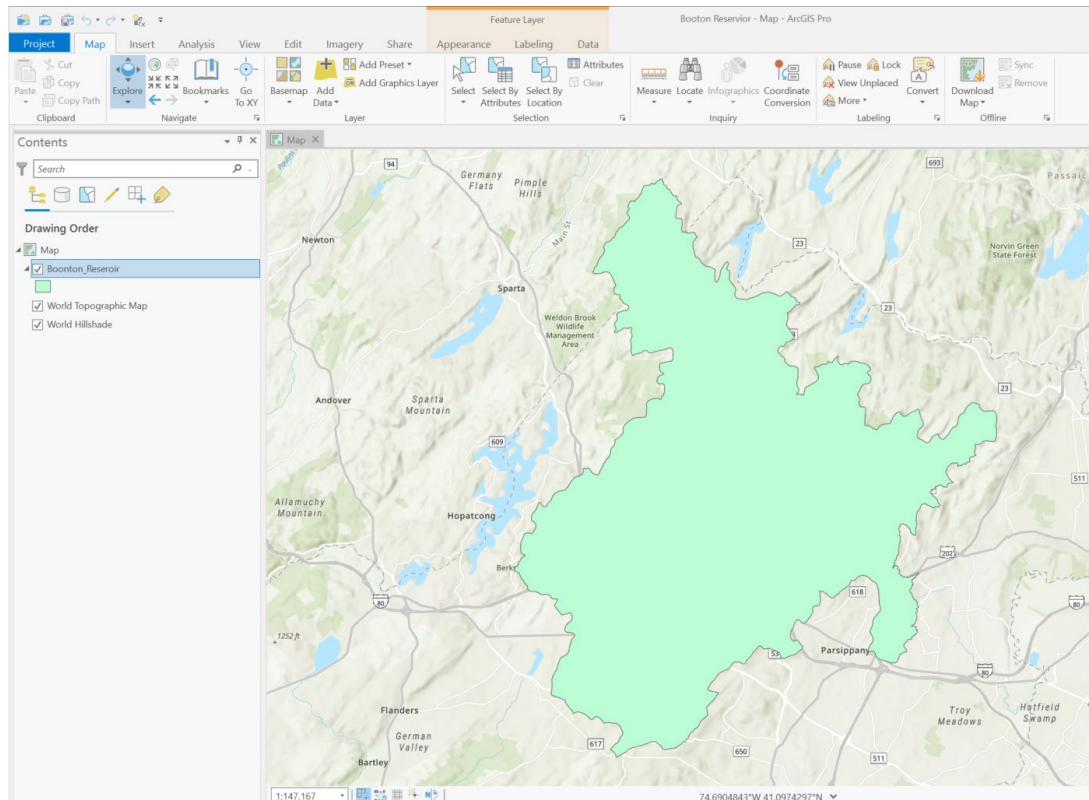 Feature Layer
Booton Reservior - Map - ArcGIS Pro
Project Map Insert Analysis View Edit Imagery Share Appearance Labeling Data
Paste
Cut
Copy
Copy Path
Clipboard
Explore
Bookmarks
Go To XY
Navigate
Basemap
Add Data
Add Preset
Add Graphics Layer
Layer
Select
Select By Attributes
Select By Location
Attributes
Clear
Selection
Measure
Locate
Infographics
Coordinate Conversion
Inquiry
Pause
Lock
View Unplaced
More
Convert
Labeling
Download Map
Sync
Remove
Offline
Contents
Search
Drawing Order
Map
Boonton_Reseroir
World Topographic Map
World Hillshade
Map
94
Germany Flats
Pimple Hills
693
Passaic
Main St
Newton
23
Norvin Green State Forest
Sparta
23
Weldon Brook Wildlife Management Area
Andover
Sparta Mountain
23
609
511
Allamuchy Mountain
Hopatcong
202
Berk
80
618
80
1252 ft
53
Parsippany
80
Flanders
Troy Meadows
Hatfield Swamp
German Valley
617
650
511
Bartley
1:147,167
74.6904843°W 41.0974297°N